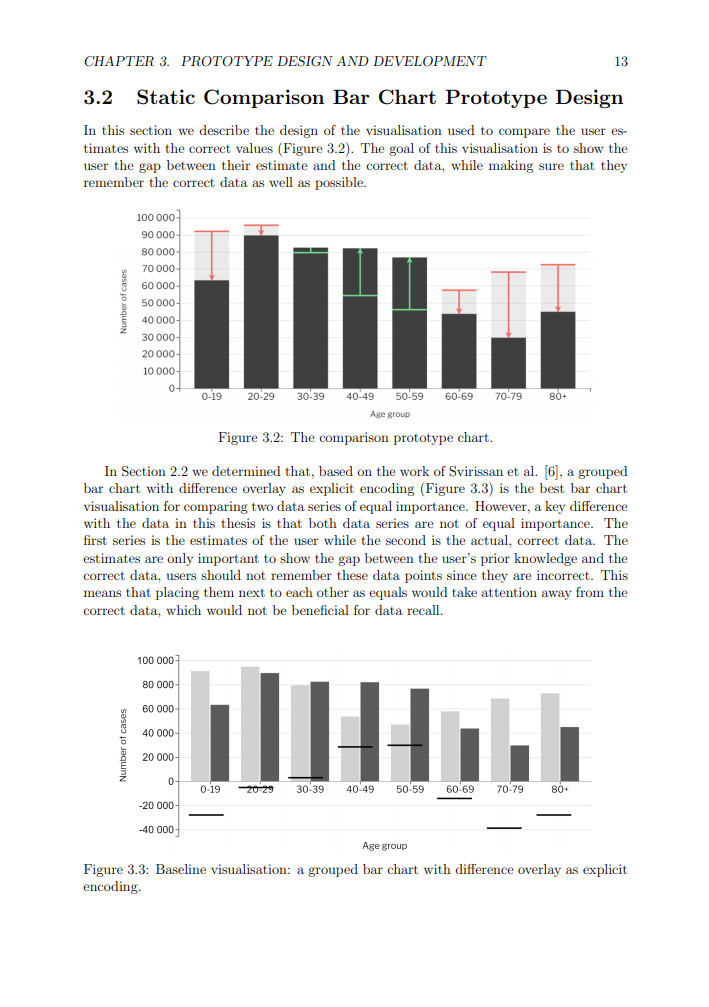 CHAPTER 3. PROTOTYPE DESIGN AND DEVELOPMENT 13
3.2 Static Comparison Bar Chart Prototype Design
In this section we describe the design of the visualisation used to compare the user es-
timates with the correct values (Figure 3.2). The goal of this visualisation is to show the
user the gap between their estimate and the correct data, while making sure that they
remember the correct data as well as possible.
100 000
90 000
80 000
70 000
60 000
50 000
40 000
30 000
20 000
10 000
0
Number of cases
0-19 20-29 30-39 40-49 50-59 60-69 70-79 80+
Age group
Figure 3.2: The comparison prototype chart.
In Section 2.2 we determined that, based on the work of Svirissan et al. [6], a grouped
bar chart with difference overlay as explicit encoding (Figure 3.3) is the best bar chart
visualisation for comparing two data series of equal importance. However, a key difference
with the data in this thesis is that both data series are not of equal importance. The
first series is the estimates of the user while the second is the actual, correct data. The
estimates are only important to show the gap between the user's prior knowledge and the
correct data, users should not remember these data points since they are incorrect. This
means that placing them next to each other as equals would take attention away from the
correct data, which would not be beneficial for data recall.
100 000
80 000
60 000
40 000
20 000
0
-20 000
-40 000
Number of cases
0-19 20-29 30-39 40-49 50-59 60-69 70-79 80+
Age group
Figure 3.3: Baseline visualisation: a grouped bar chart with difference overlay as explicit
encoding.